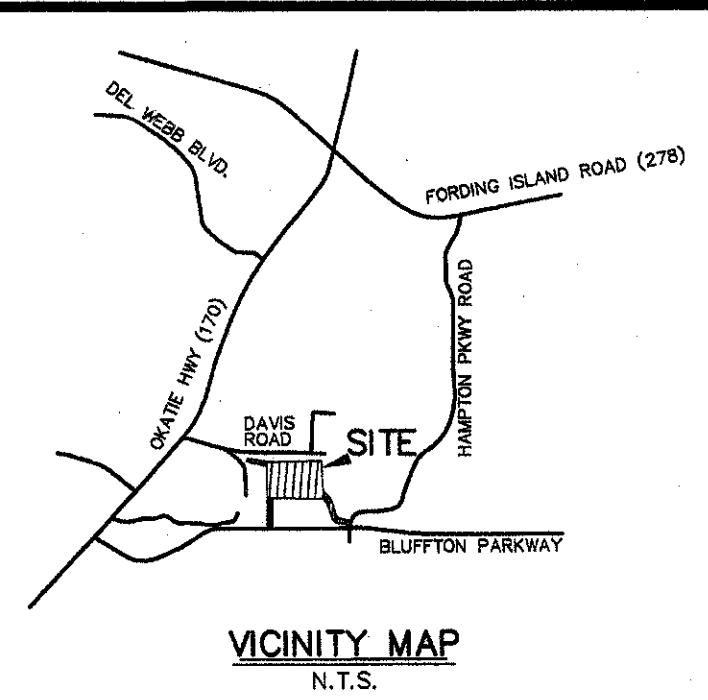 DEL WEBB BLVD.
FORDING ISLAND ROAD (278)
HAMPTON PKWY ROAD
OKATIE HWY (170)
DAVIS
ROAD
SITE
BLUFFTON PARKWAY
VICINITY MAP
N.T.S.